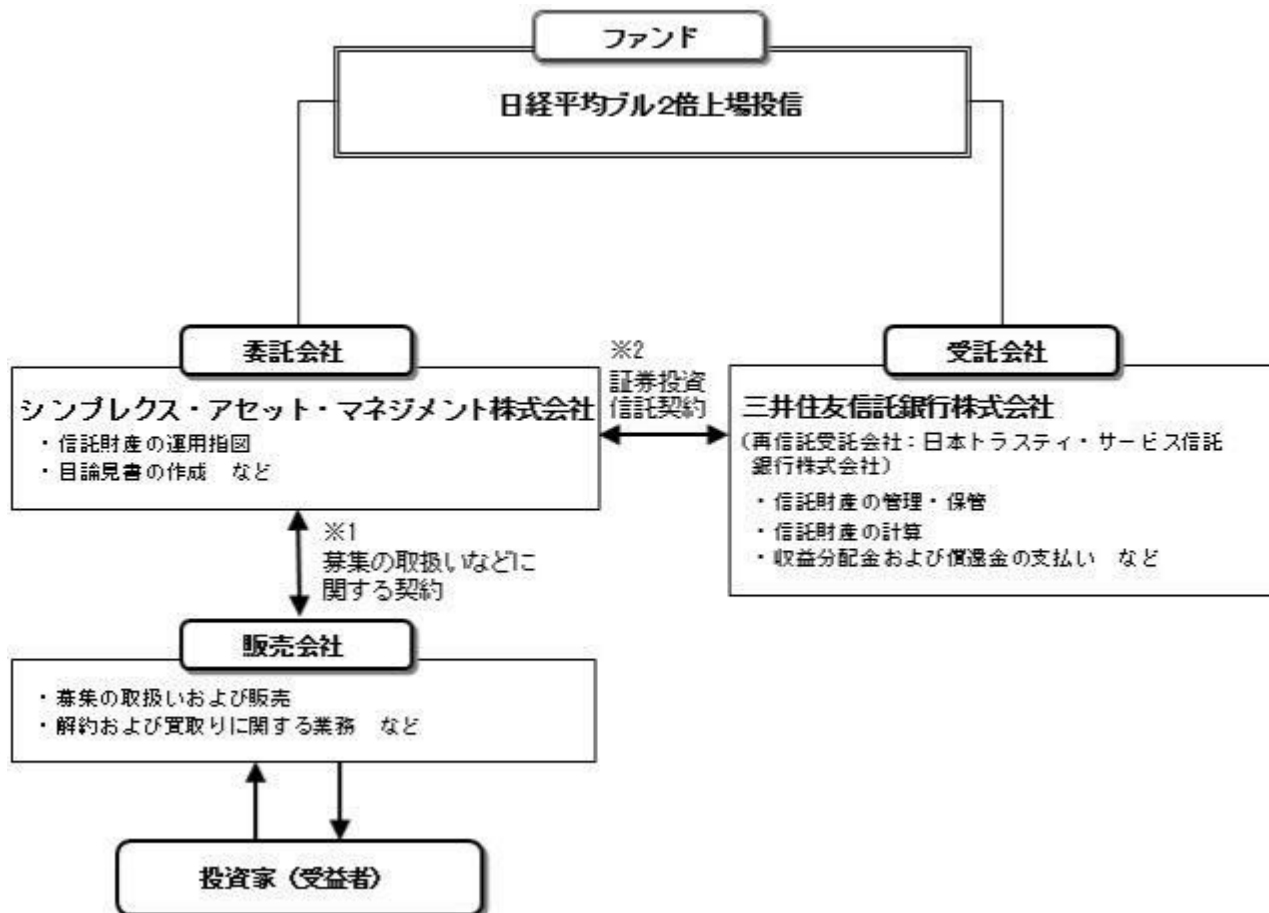 ファンド
日経平均ブル2倍上場投信
委託会社
シンプレクス・アセット・マネジメント株式会社
・信託財産の運用指図
・目論見書の作成　など
※2
証券投資
信託契約
受託会社
三井住友信託銀行株式会社
(再信託受託会社：日本トラスティ・サービス信託
銀行株式会社)
・信託財産の管理・保管
・信託財産の計算
・収益分配金および償還金の支払い　など
※1
募集の取扱いなどに
関する契約
販売会社
・募集の取扱いおよび販売
・解約および買取りに関する業務　など
投資家（受益者）